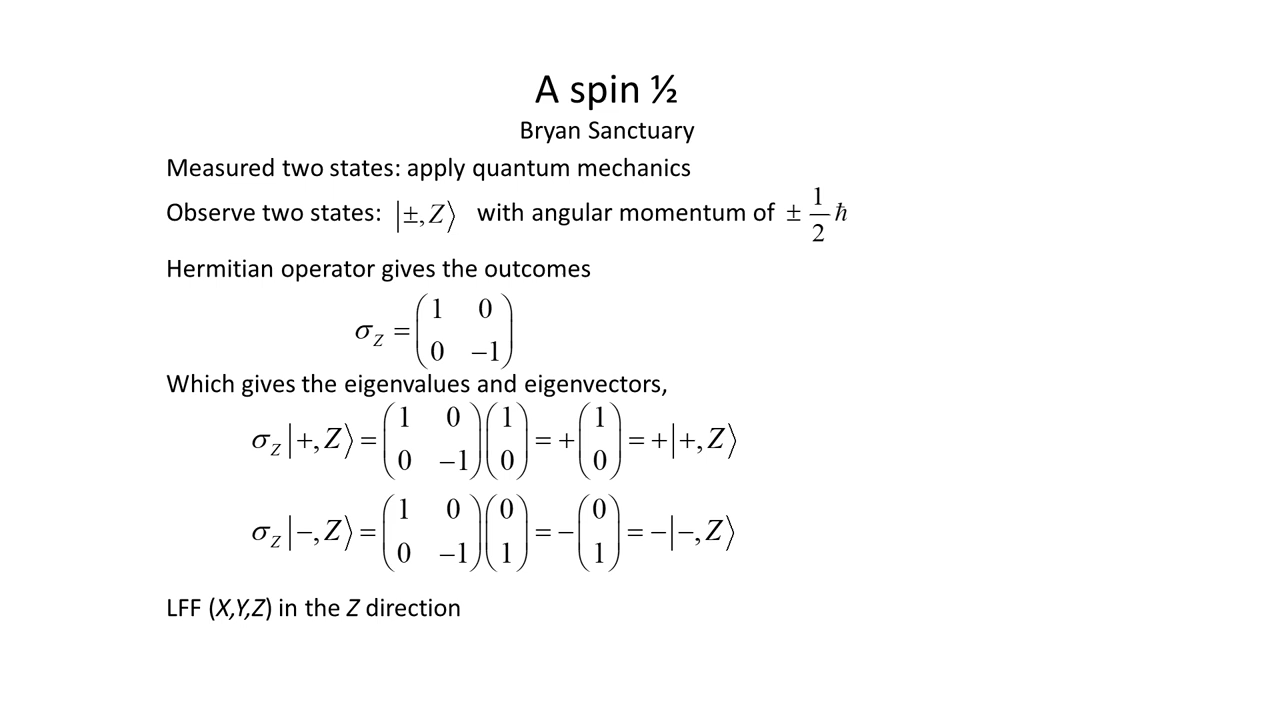 A spin ½
Bryan Sanctuary
Measured two states: apply quantum mechanics
Observe two states: |±, Z⟩ with angular momentum of ± 1/2 ħ
Hermitian operator gives the outcomes
σ_Z = (1 0; 0 −1)
Which gives the eigenvalues and eigenvectors,
σ_Z |+, Z⟩ = (1 0; 0 −1)(1; 0) = +(1; 0) = +|+, Z⟩
σ_Z |−, Z⟩ = (1 0; 0 −1)(0; 1) = −(0; 1) = −|−, Z⟩
LFF (X,Y,Z) in the Z direction